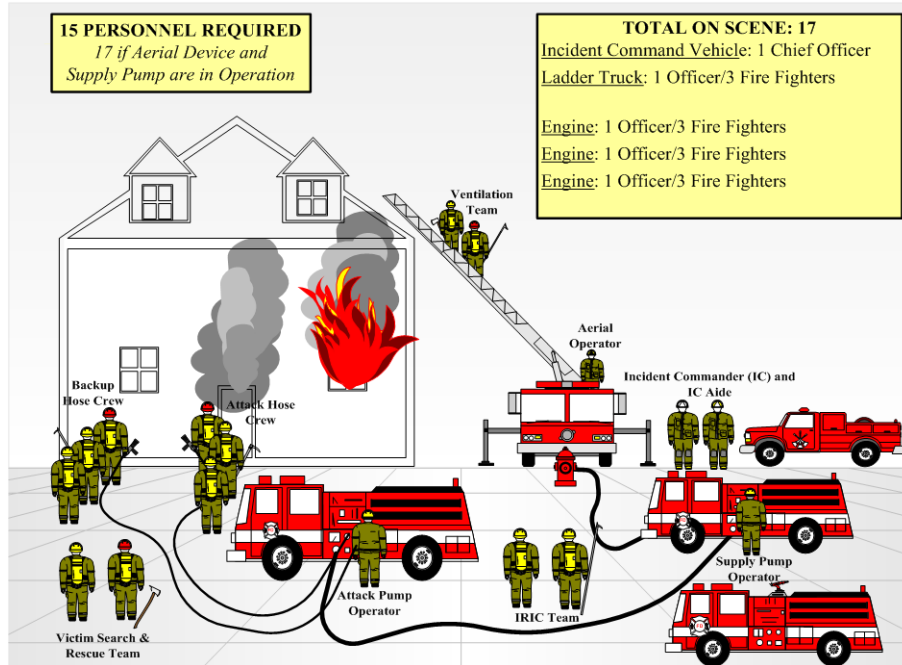 15 PERSONNEL REQUIRED
17 if Aerial Device and
Supply Pump are in Operation
TOTAL ON SCENE: 17
Incident Command Vehicle: 1 Chief Officer
Ladder Truck: 1 Officer/3 Fire Fighters
Engine: 1 Officer/3 Fire Fighters
Engine: 1 Officer/3 Fire Fighters
Engine: 1 Officer/3 Fire Fighters
Ventilation
Team
Aerial
Operator
Incident Commander (IC) and
IC Aide
Backup
Hose Crew
Attack Hose
Crew
Supply Pump
Operator
Attack Pump
Operator
IRIC Team
Victim Search &
Rescue Team